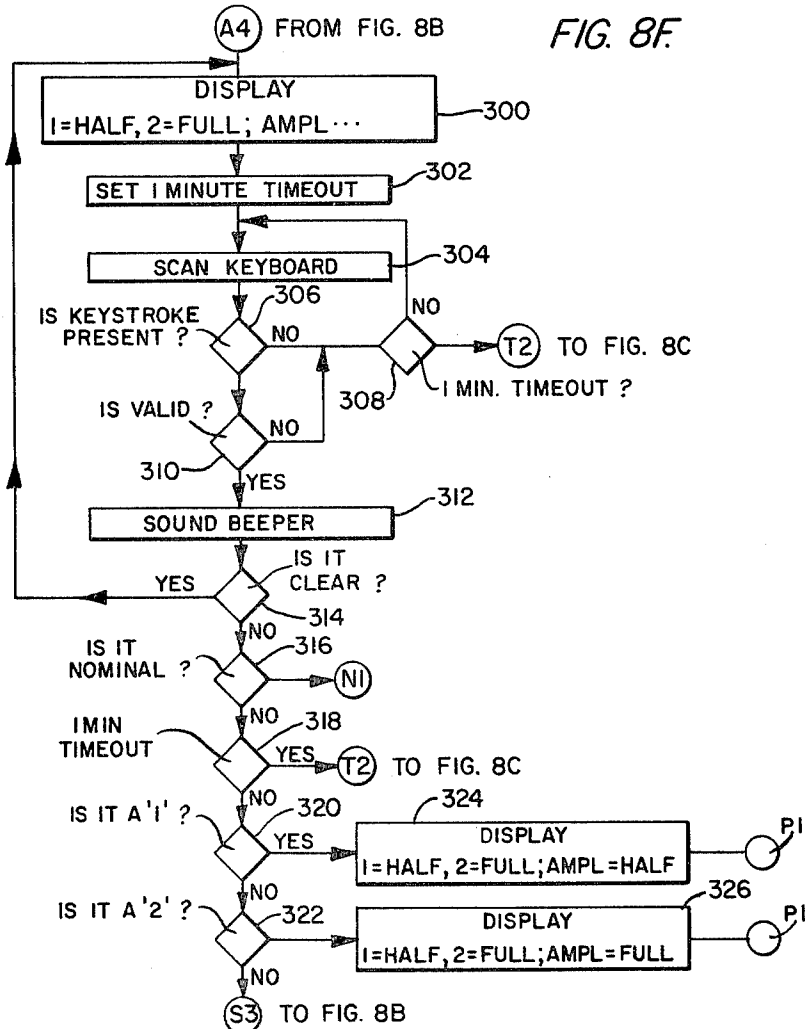 A4 FROM FIG. 8B
FIG. 8F.
DISPLAY
1=HALF, 2=FULL; AMPL ···
300
SET 1 MINUTE TIMEOUT
302
SCAN KEYBOARD
304
IS KEYSTROKE
PRESENT ?
306
NO
NO
308
1 MIN. TIMEOUT ?
T2 TO FIG. 8C
IS VALID ?
310
NO
YES
SOUND BEEPER
312
YES
IS IT
CLEAR ?
314
NO
IS IT
NOMINAL ?
316
N1
NO
1 MIN
TIMEOUT
318
YES
T2 TO FIG. 8C
NO
IS IT A '1' ?
320
YES
324
DISPLAY
1=HALF, 2=FULL; AMPL=HALF
P1
NO
IS IT A '2' ?
322
326
DISPLAY
1=HALF, 2=FULL; AMPL=FULL
P1
NO
S3 TO FIG. 8B